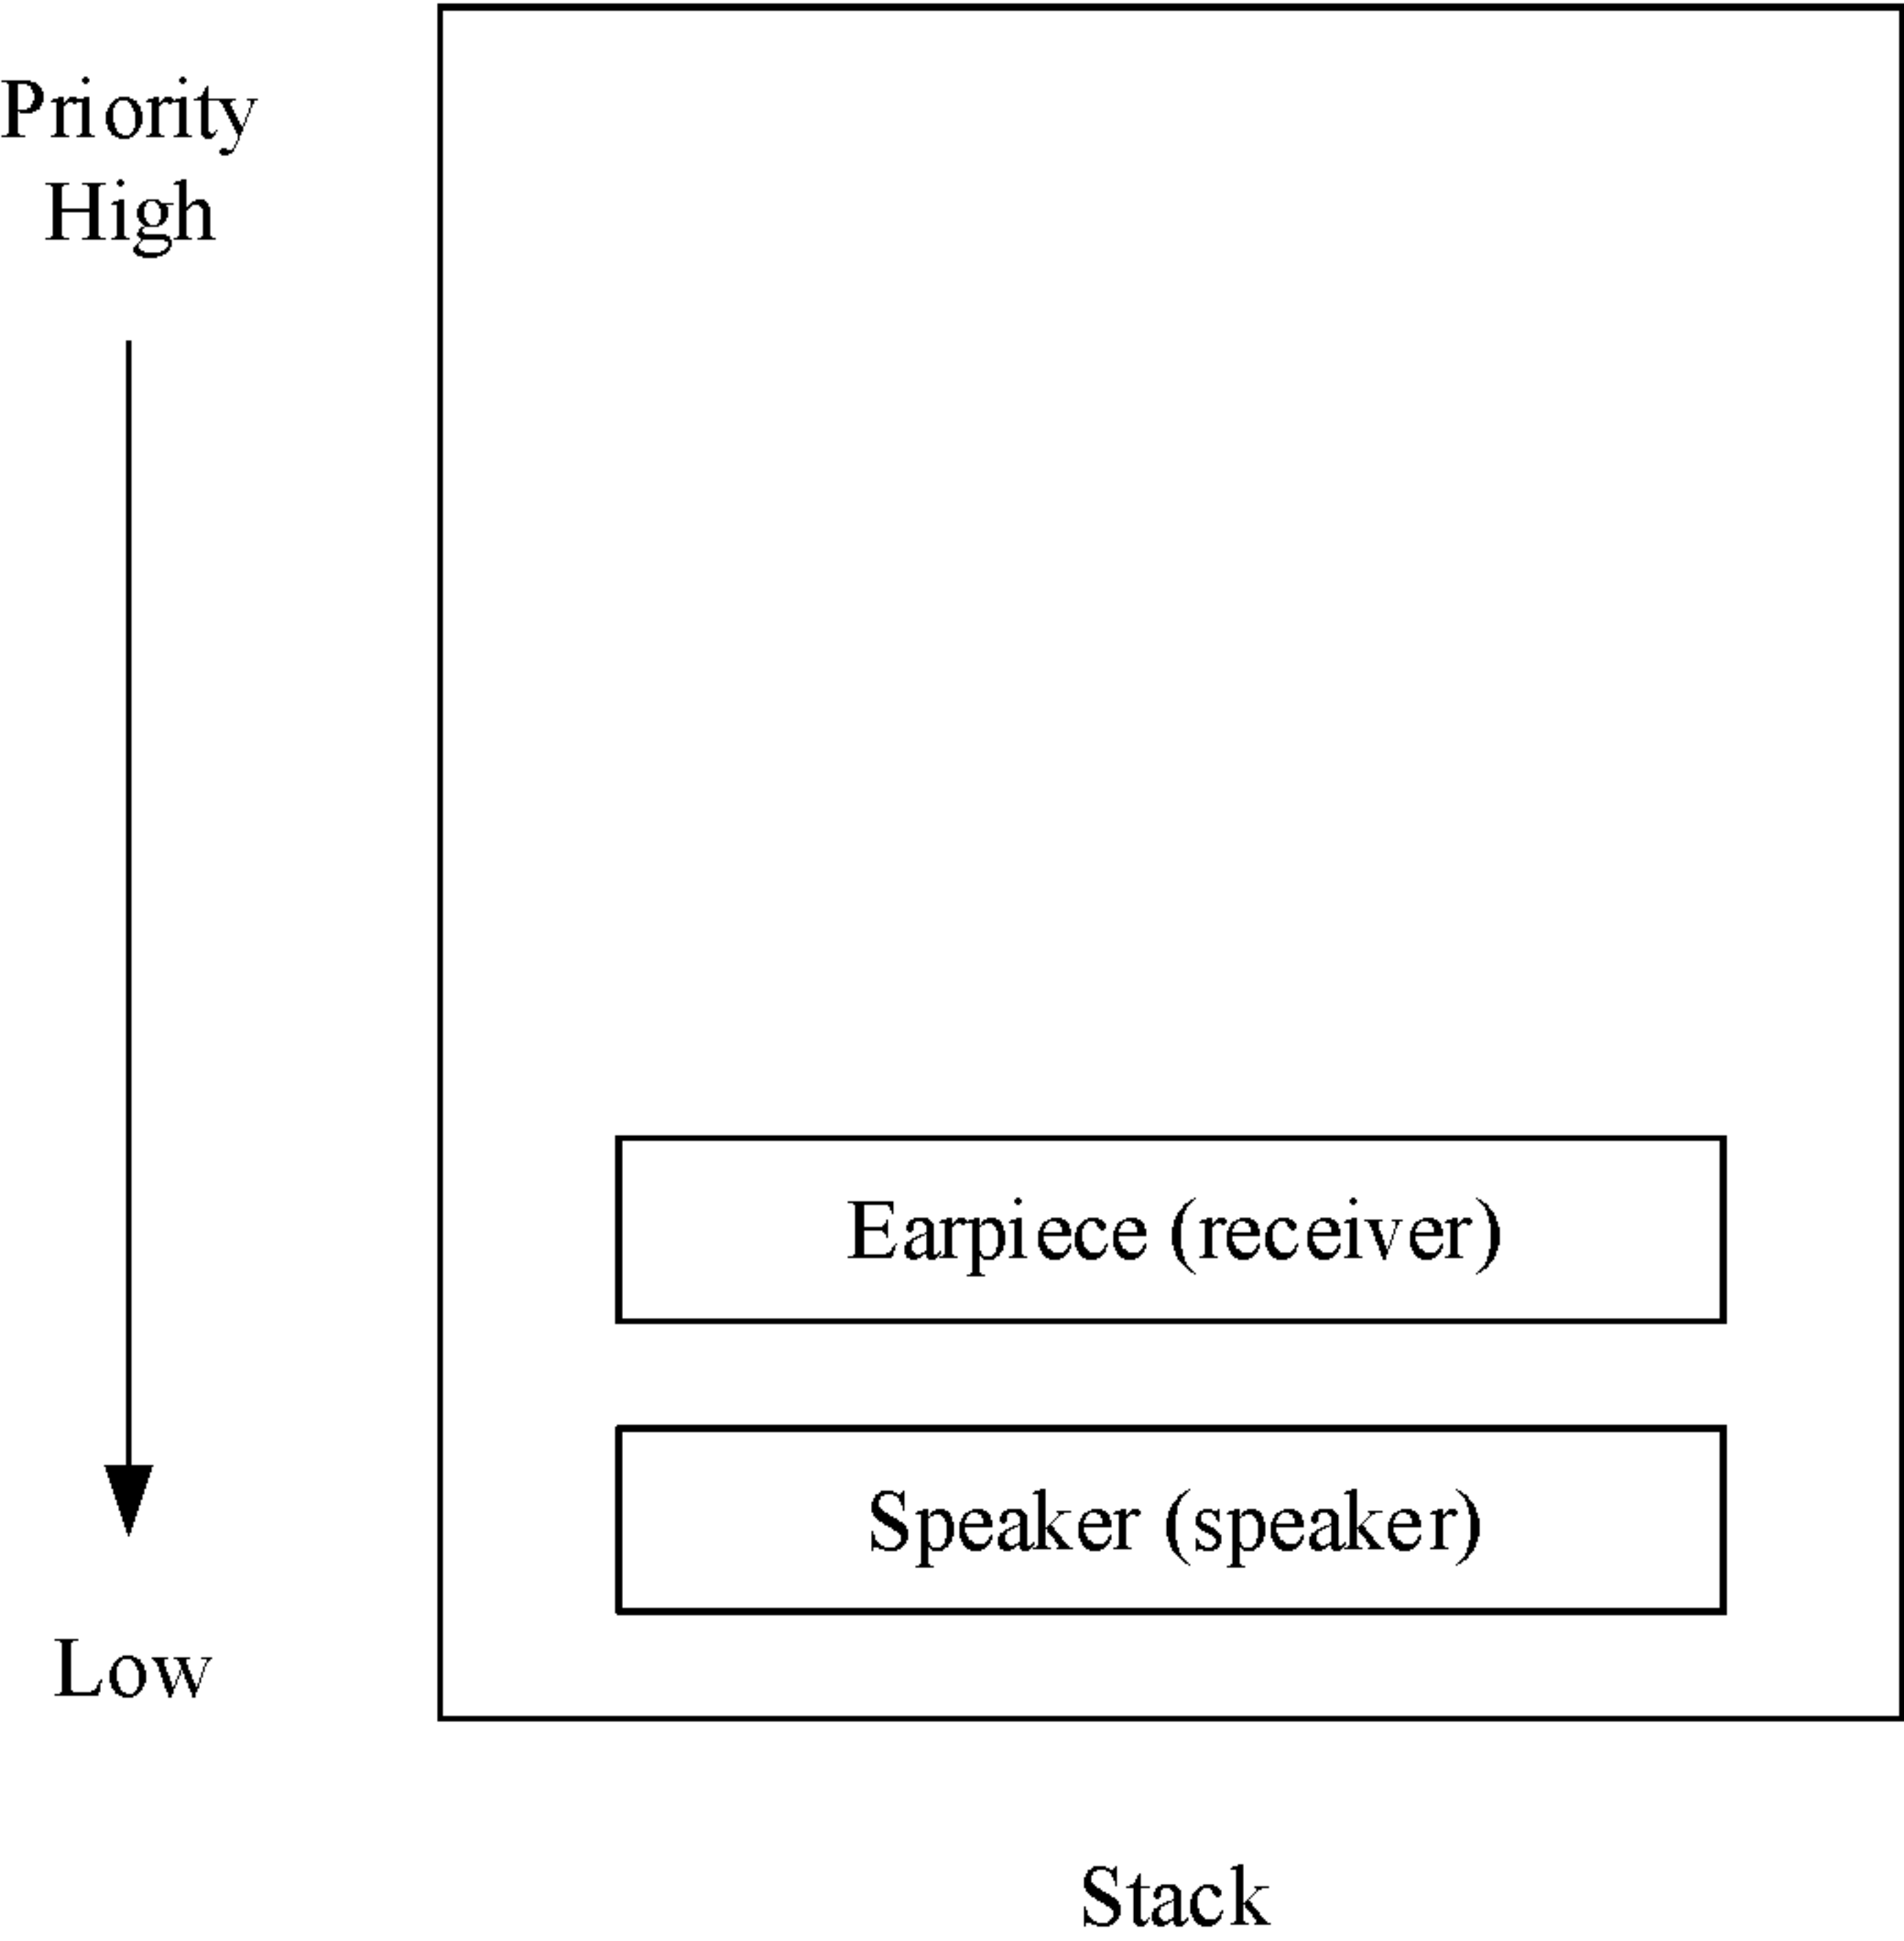 Priority
High
Earpiece (receiver)
Speaker (speaker)
Low
Stack